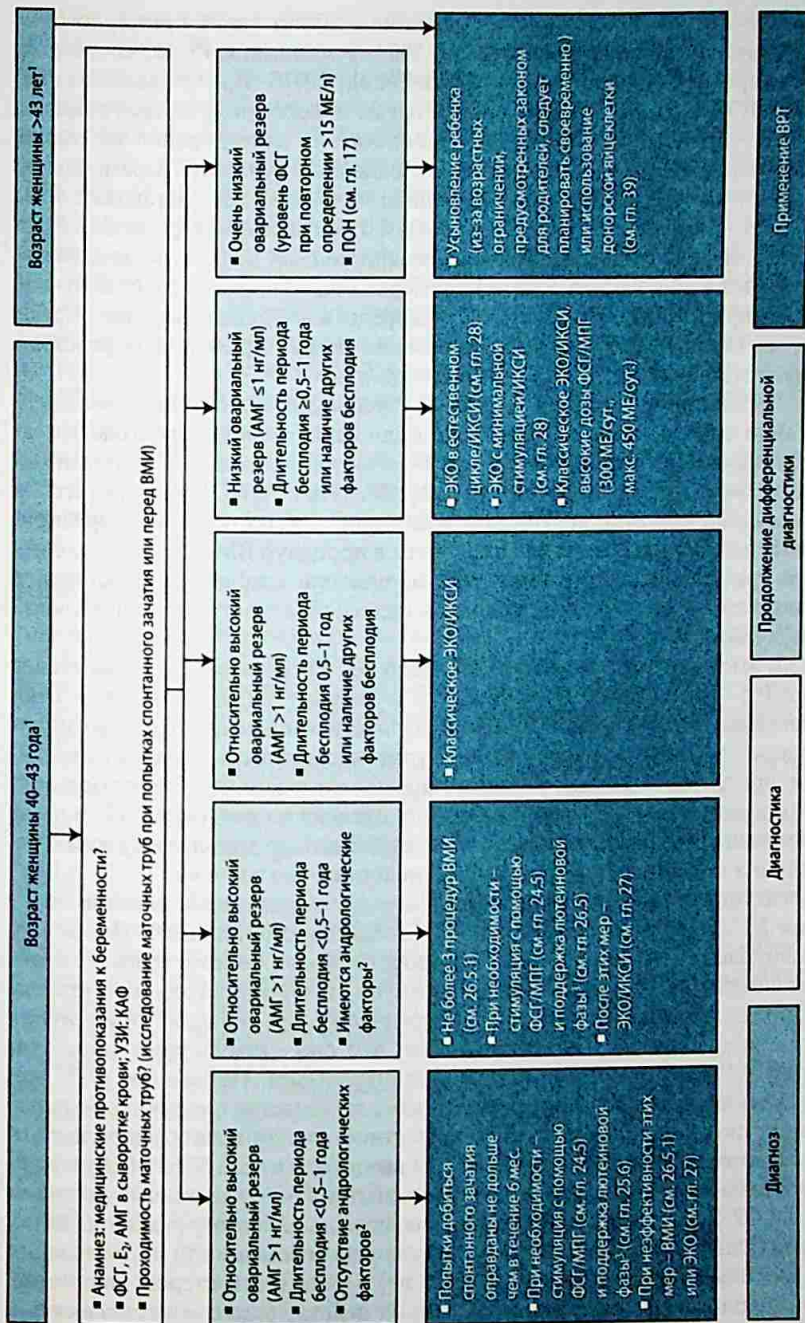 Возраст женщины 40–43 года¹
Возраст женщины >43 лет¹
■ Анамнез: медицинские противопоказания к беременности?²
■ ФСГ, E₂, АМГ в сыворотке крови; УЗИ; КАФ
■ Проходимость маточных труб? (исследование маточных труб при попытках спонтанного зачатия или перед ВМИ)
■ Относительно высокий
овариальный резерв
(АМГ >1 нг/мл)
■ Длительность периода
бесплодия <0,5–1 года
■ Отсутствие андрологических
факторов²
■ Относительно высокий
овариальный резерв
(АМГ >1 нг/мл)
■ Длительность периода
бесплодия <0,5–1 года
■ Имеются андрологические
факторы²
■ Относительно высокий
овариальный резерв
(АМГ >1 нг/мл)
■ Длительность периода
бесплодия 0,5–1 год
или наличие других
факторов бесплодия
■ Низкий овариальный
резерв (АМГ ≤1 нг/мл)
■ Длительность периода
бесплодия ≥0,5–1 года
или наличие других
факторов бесплодия
■ Очень низкий
овариальный резерв
(уровень ФСГ
при повторном
определении >15 МЕ/л)
■ ПОН (см. гл. 17)
■ Попытки добиться
спонтанного зачатия
оправданы не дольше
чем в течение 6 мес.
■ При необходимости –
стимуляция с помощью
ФСГ/МПГ (см. гл. 24.5)
и поддержка лютеиновой
фазы³ (см. гл. 25.6)
■ При неэффективности этих
мер – ВМИ (см. 26.5.1)
или ЭКО (см. гл. 27)
■ Не более 3 процедур ВМИ
(см. 26.5.1)
■ При необходимости –
стимуляция с помощью
ФСГ/МПГ (см. гл. 24.5)
и поддержка лютеиновой
фазы³ (см. гл. 26.5)
■ После этих мер –
ЭКО/ИКСИ (см. гл. 27)
■ Классическое ЭКО/ИКСИ
■ ЭКО в естественном
цикле/ИКСИ (см. гл. 28)
■ ЭКО с минимальной
стимуляцией/ИКСИ
(см. гл. 28)
■ Классическое ЭКО/ИКСИ,
высокие дозы ФСГ/МПГ
(300 МЕ/сут.,
макс. 450 МЕ/сут.)
■ Усыновление ребенка
(из-за возрастных
ограничений,
предусмотренных законом
для родителей, следует
планировать своевременно)
или использование
донорской яйцеклетки
(см. гл. 39)
Диагноз
Диагностика
Продолжение дифференциальной
диагностики
Применение ВРТ